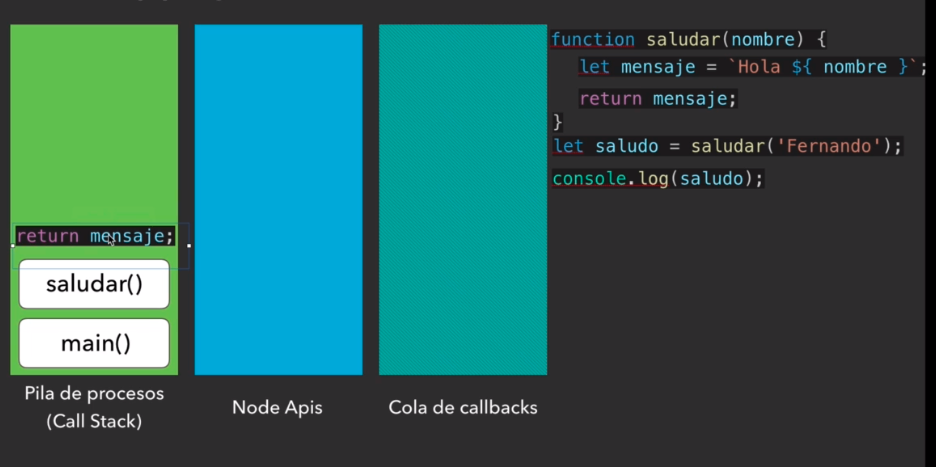 function saludar(nombre) {
let mensaje = `Hola ${ nombre }`;
return mensaje;
}
let saludo = saludar('Fernando');
console.log(saludo);
return mensaje;
saludar()
main()
Pila de procesos
(Call Stack)
Node Apis
Cola de callbacks